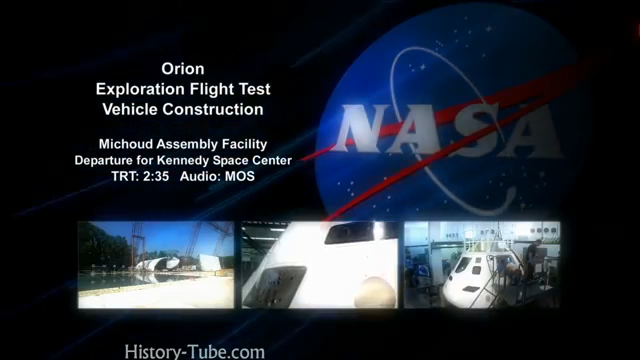 Orion
Exploration Flight Test
Vehicle Construction
Michoud Assembly Facility
Departure for Kennedy Space Center
TRT: 2:35 Audio: MOS
NASA
History-Tube.com